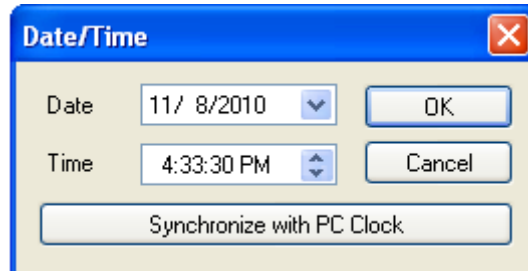 Date/Time
Date 11/ 8/2010 OK
Time 4:33:30 PM Cancel
Synchronize with PC Clock